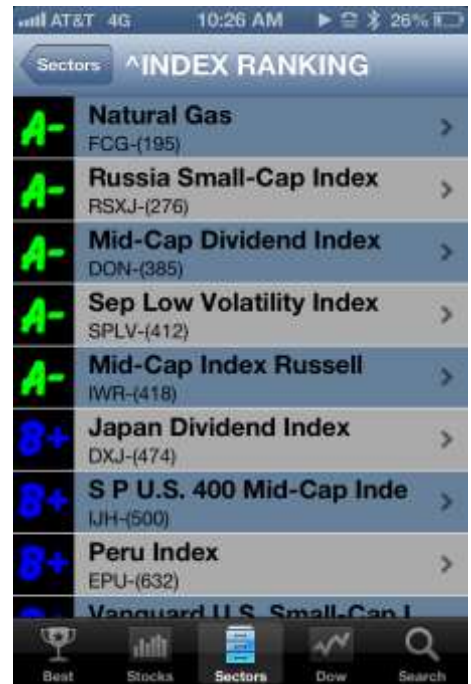 AT&T 4G 10:26 AM 26%
Sectors ^INDEX RANKING
A- Natural Gas
FCG-(195)
A- Russia Small-Cap Index
RSXJ-(276)
A- Mid-Cap Dividend Index
DON-(385)
A- Sep Low Volatility Index
SPLV-(412)
A- Mid-Cap Index Russell
IWR-(418)
B+ Japan Dividend Index
DXJ-(474)
B+ S P U.S. 400 Mid-Cap Inde
IJH-(500)
B+ Peru Index
EPU-(632)
B+ Vanguard U.S. Small-Cap I
Best Stocks Sectors Dow Search